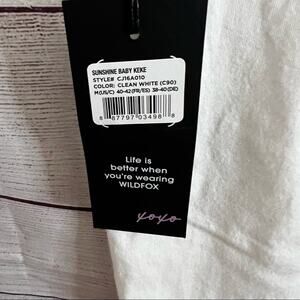 SUNSHINE BABY KEKE
STYLE# CJ16A010
COLOR: CLEAN WHITE (C90)
M(US/C) 40-42(FR/ES) 38-40(DE)
8 87797 03498 8
Life is
better when
you're wearing
WILDFOX
xoxo